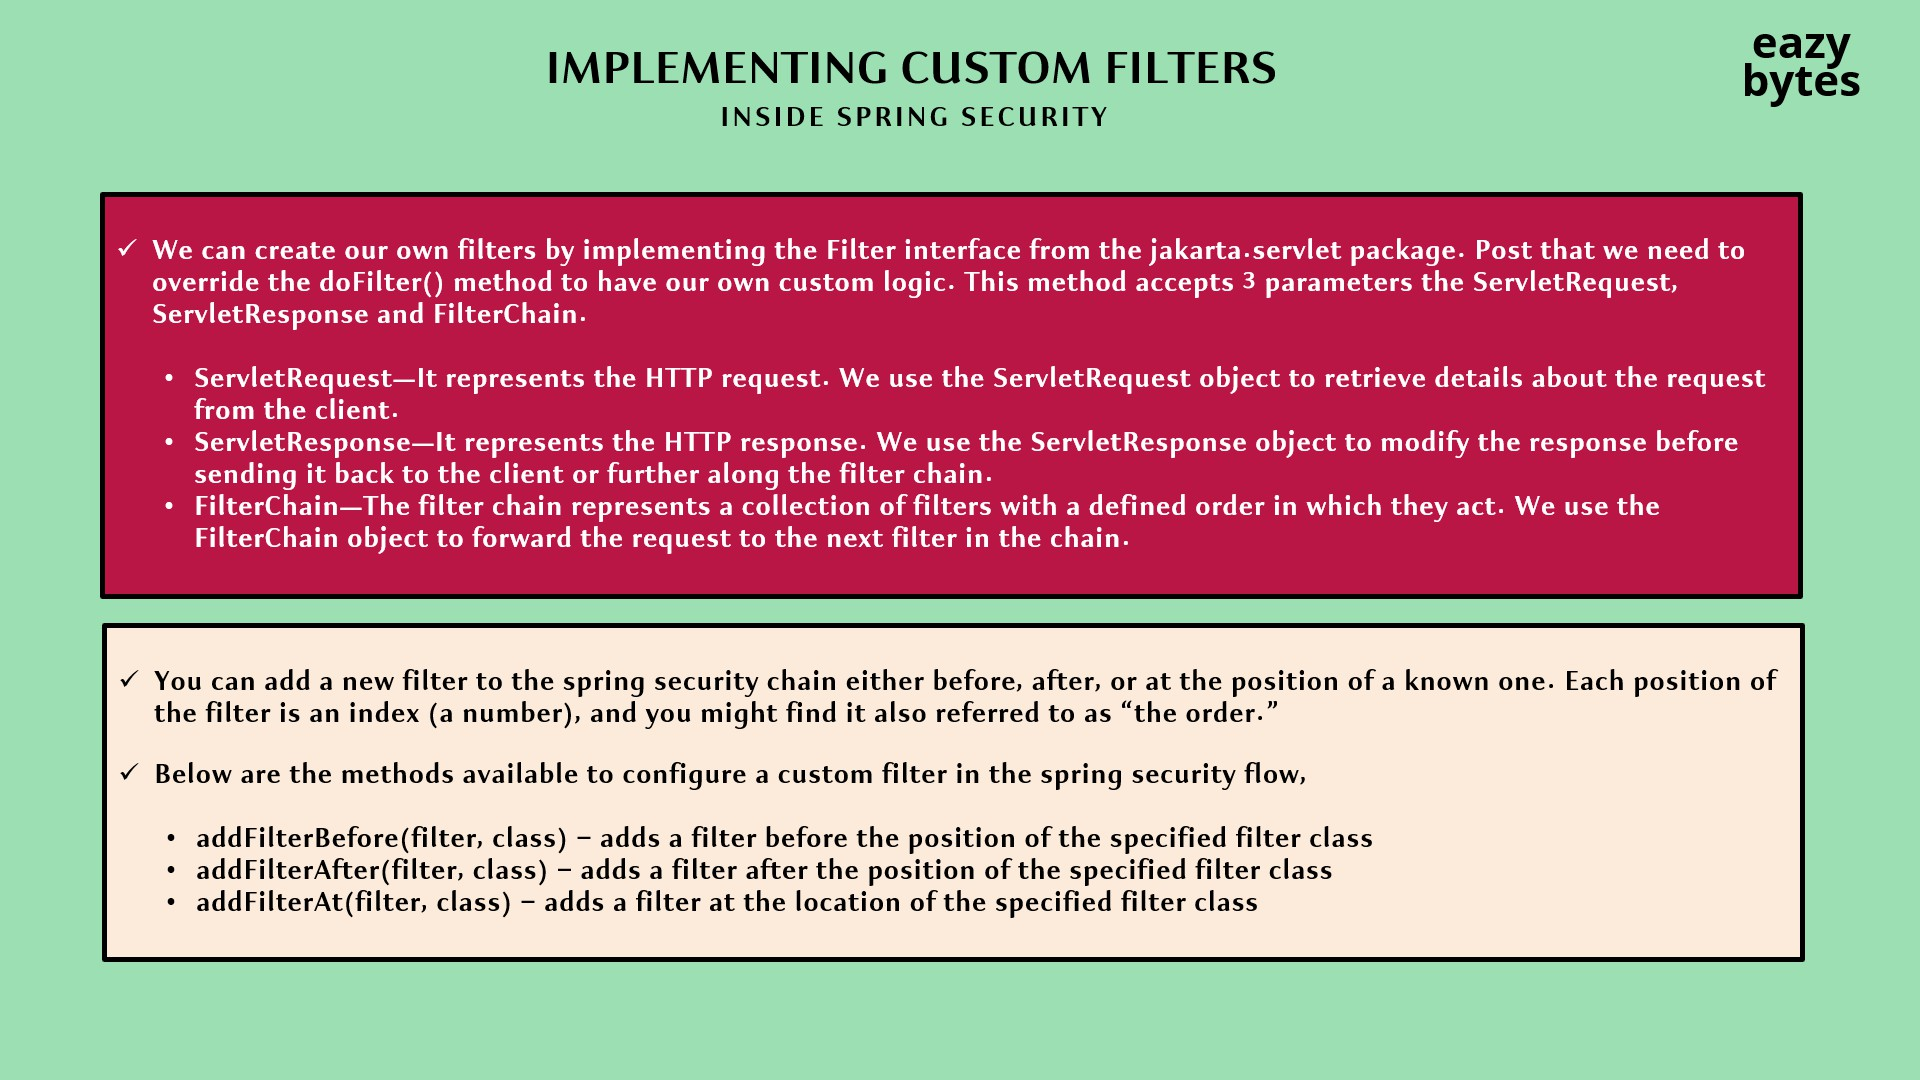 IMPLEMENTING CUSTOM FILTERS
INSIDE SPRING SECURITY
eazy
bytes
✓ We can create our own filters by implementing the Filter interface from the jakarta.servlet package. Post that we need to
override the doFilter() method to have our own custom logic. This method accepts 3 parameters the ServletRequest,
ServletResponse and FilterChain.
• ServletRequest—It represents the HTTP request. We use the ServletRequest object to retrieve details about the request
from the client.
• ServletResponse—It represents the HTTP response. We use the ServletResponse object to modify the response before
sending it back to the client or further along the filter chain.
• FilterChain—The filter chain represents a collection of filters with a defined order in which they act. We use the
FilterChain object to forward the request to the next filter in the chain.
✓ You can add a new filter to the spring security chain either before, after, or at the position of a known one. Each position of
the filter is an index (a number), and you might find it also referred to as “the order.”
✓ Below are the methods available to configure a custom filter in the spring security flow,
• addFilterBefore(filter, class) – adds a filter before the position of the specified filter class
• addFilterAfter(filter, class) – adds a filter after the position of the specified filter class
• addFilterAt(filter, class) – adds a filter at the location of the specified filter class